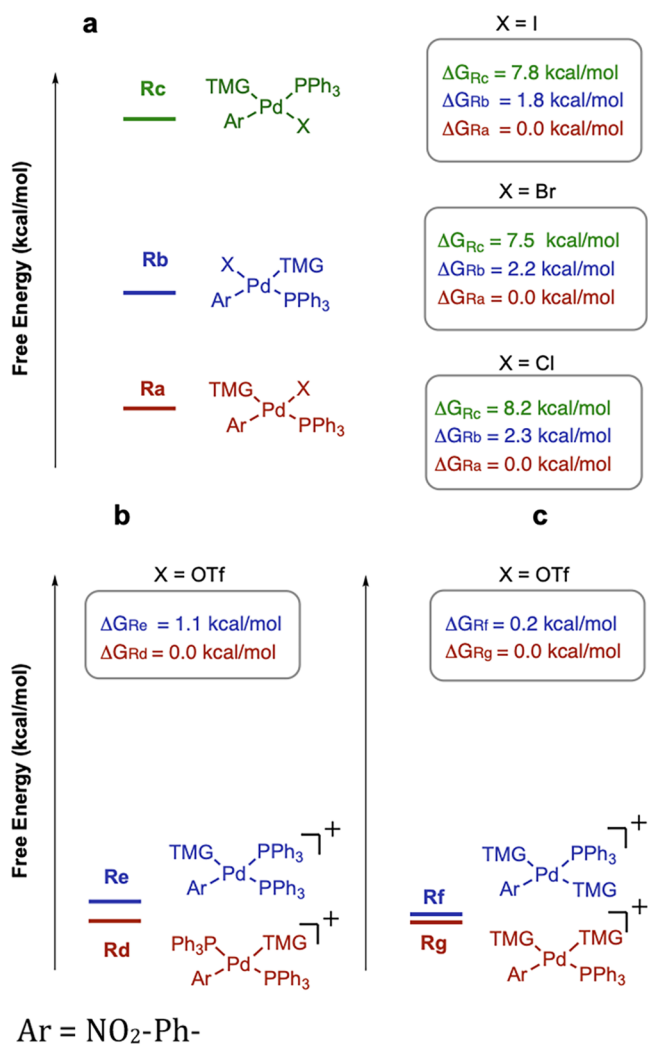 a
X = I
Free Energy (kcal/mol)
Rc
TMG PPh3
Pd
Ar X
ΔGRc = 7.8 kcal/mol
ΔGRb = 1.8 kcal/mol
ΔGRa = 0.0 kcal/mol
X = Br
Rb
X TMG
Pd
Ar PPh3
ΔGRc = 7.5 kcal/mol
ΔGRb = 2.2 kcal/mol
ΔGRa = 0.0 kcal/mol
X = Cl
Ra
TMG X
Pd
Ar PPh3
ΔGRc = 8.2 kcal/mol
ΔGRb = 2.3 kcal/mol
ΔGRa = 0.0 kcal/mol
b
X = OTf
Free Energy (kcal/mol)
ΔGRe = 1.1 kcal/mol
ΔGRd = 0.0 kcal/mol
Re
TMG PPh3 +
Pd
Ar PPh3
Rd
Ph3P TMG +
Pd
Ar PPh3
c
X = OTf
ΔGRf = 0.2 kcal/mol
ΔGRg = 0.0 kcal/mol
Rf
TMG PPh3 +
Pd
Ar TMG
Rg
TMG TMG +
Pd
Ar PPh3
Ar = NO2-Ph-